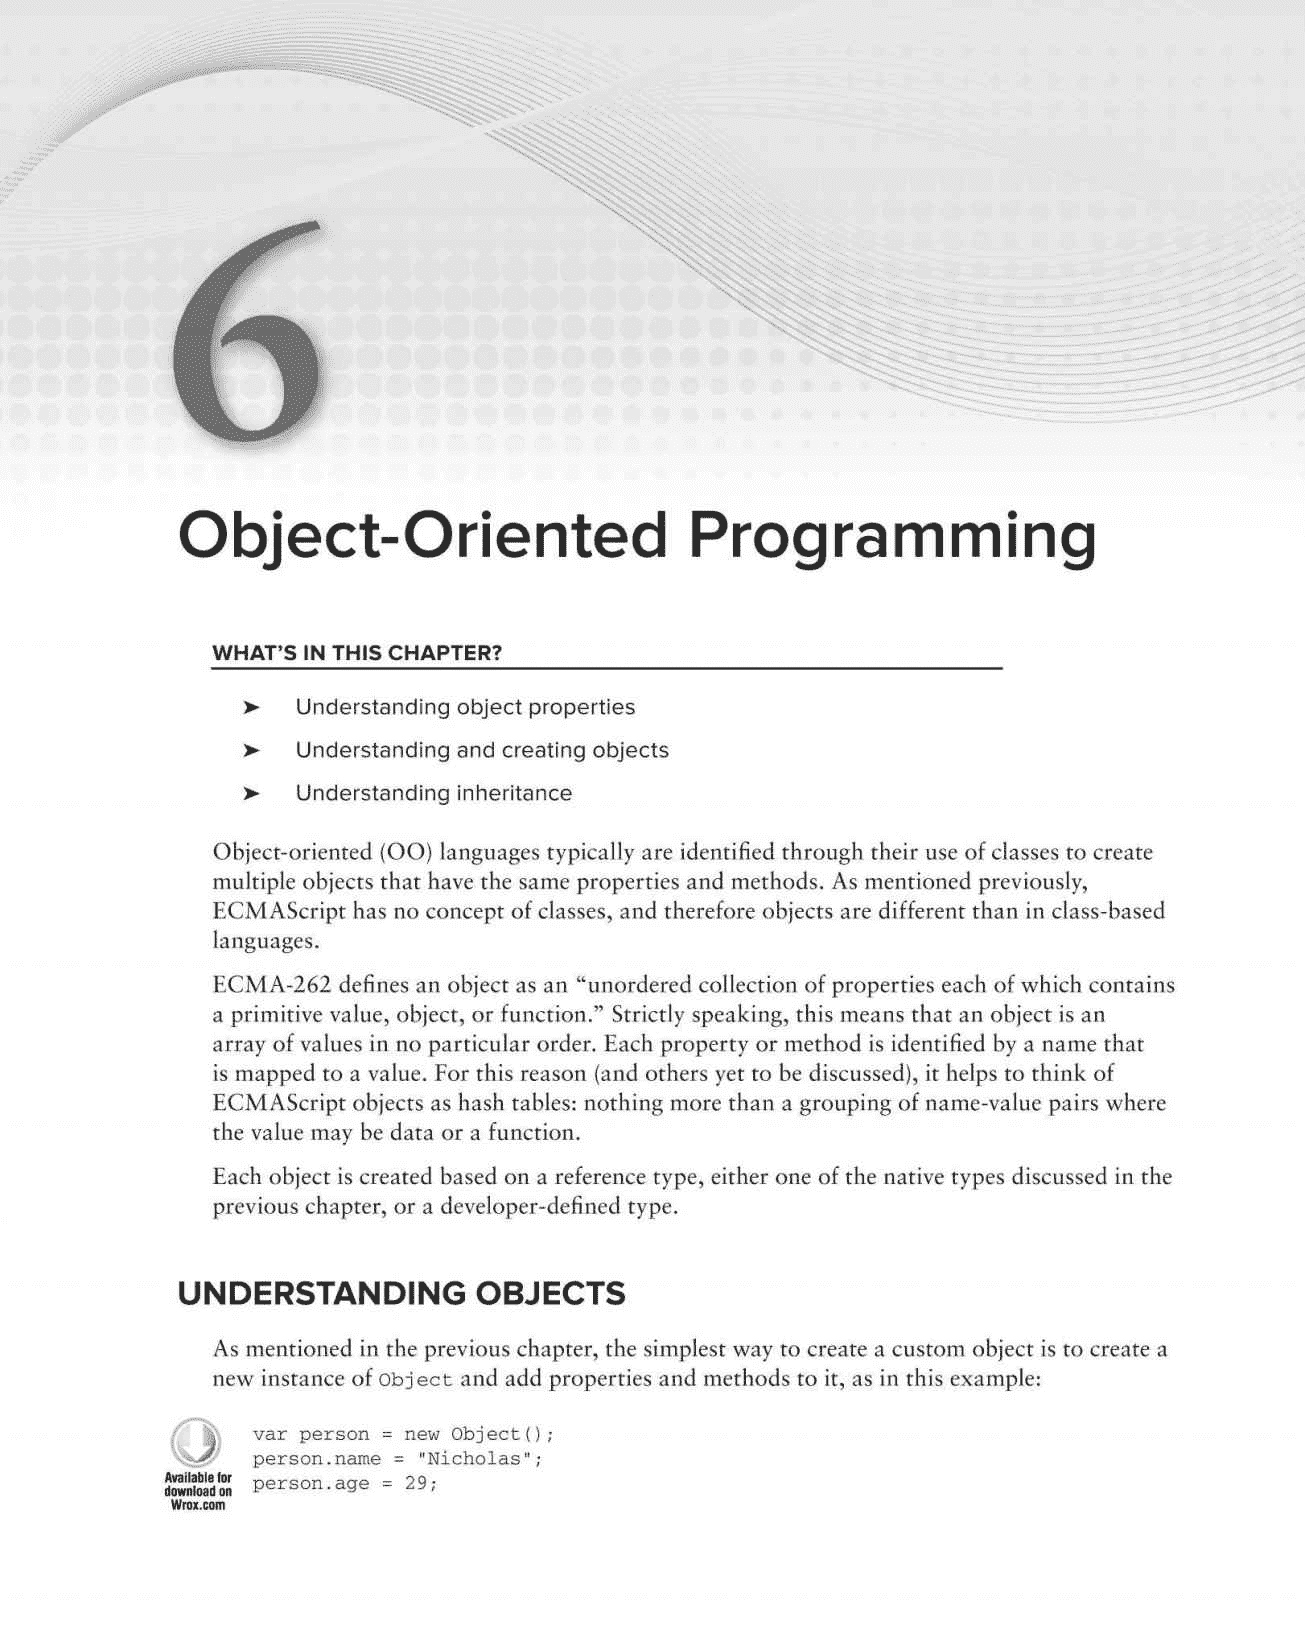 6
Object-Oriented Programming
WHAT'S IN THIS CHAPTER?
➤ Understanding object properties
➤ Understanding and creating objects
➤ Understanding inheritance
Object-oriented (OO) languages typically are identified through their use of classes to create
multiple objects that have the same properties and methods. As mentioned previously,
ECMAScript has no concept of classes, and therefore objects are different than in class-based
languages.
ECMA-262 defines an object as an “unordered collection of properties each of which contains
a primitive value, object, or function.” Strictly speaking, this means that an object is an
array of values in no particular order. Each property or method is identified by a name that
is mapped to a value. For this reason (and others yet to be discussed), it helps to think of
ECMAScript objects as hash tables: nothing more than a grouping of name-value pairs where
the value may be data or a function.
Each object is created based on a reference type, either one of the native types discussed in the
previous chapter, or a developer-defined type.
UNDERSTANDING OBJECTS
As mentioned in the previous chapter, the simplest way to create a custom object is to create a
new instance of Object and add properties and methods to it, as in this example:
var person = new Object();
person.name = "Nicholas";
person.age = 29;
Available for
download on
Wrox.com